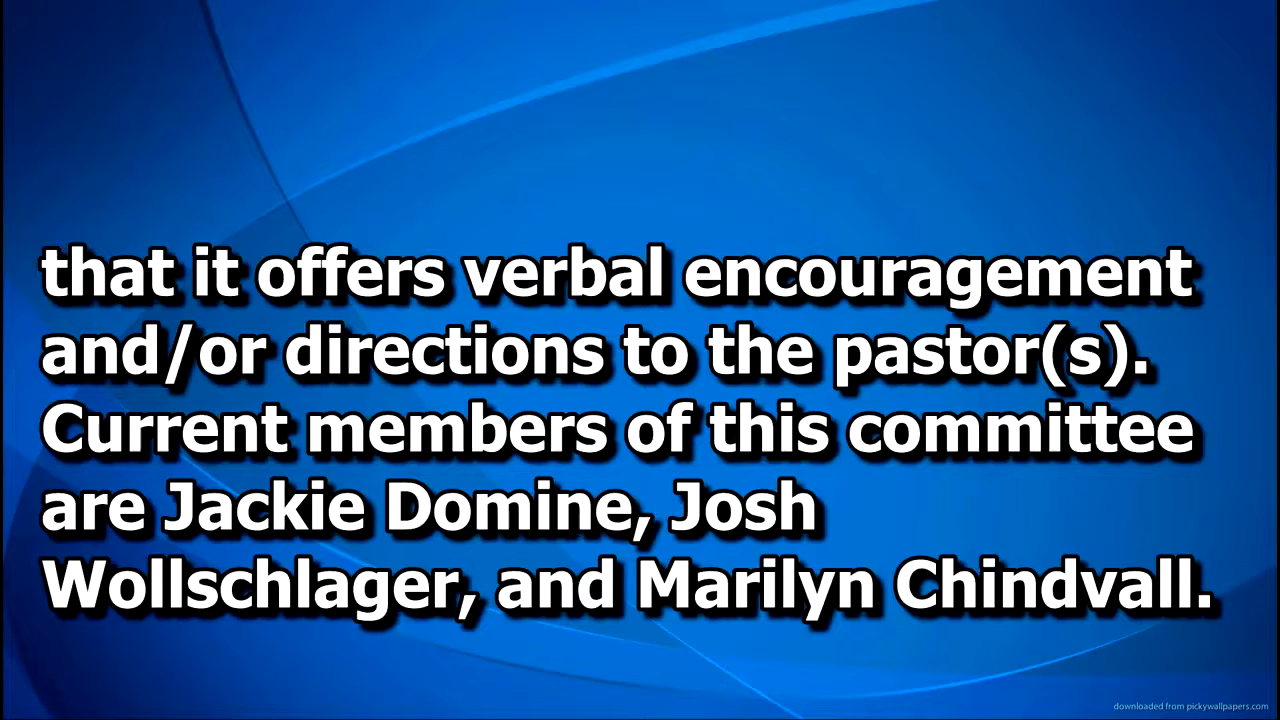 that it offers verbal encouragement
and/or directions to the pastor(s).
Current members of this committee
are Jackie Domine, Josh
Wollschlager, and Marilyn Chindvall.
downloaded from pickywallpapers.com